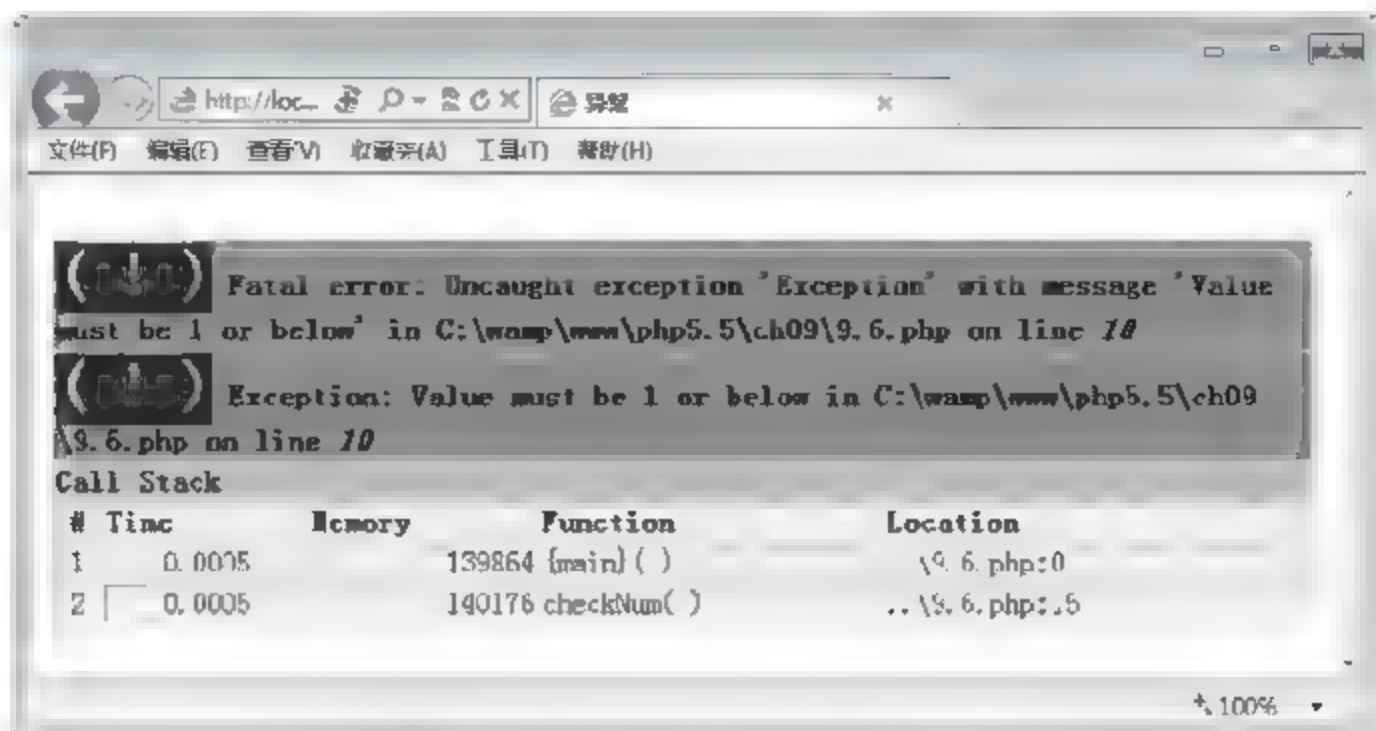 http://loc... 异常
文件(F) 编辑(E) 查看(V) 收藏夹(A) 工具(T) 帮助(H)
Fatal error: Uncaught exception 'Exception' with message 'Value
must be 1 or below' in C:\wamp\www\php5.5\ch09\9.6.php on line 10
Exception: Value must be 1 or below in C:\wamp\www\php5.5\ch09
\9.6.php on line 10
Call Stack
# Time Memory Function Location
1 0.0005 139864 {main}( ) \9.6.php:0
2 0.0005 140176 checkNum( )
100%